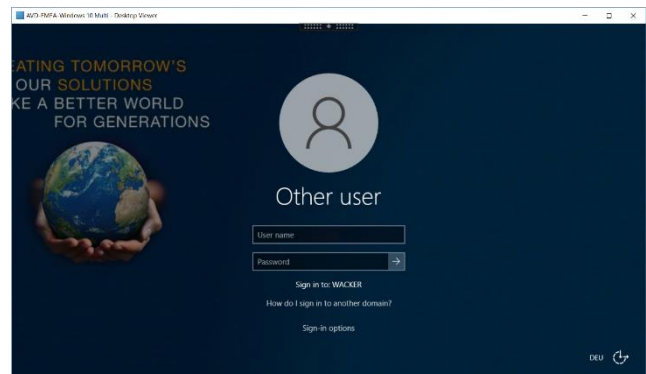 AVD-EMEA-Windows 10 Multi - Desktop Viewer
EATING TOMORROW'S
OUR SOLUTIONS
KE A BETTER WORLD
FOR GENERATIONS
Other user
User name
Password
Sign in to: WACKER
How do I sign in to another domain?
Sign-in options
DEU